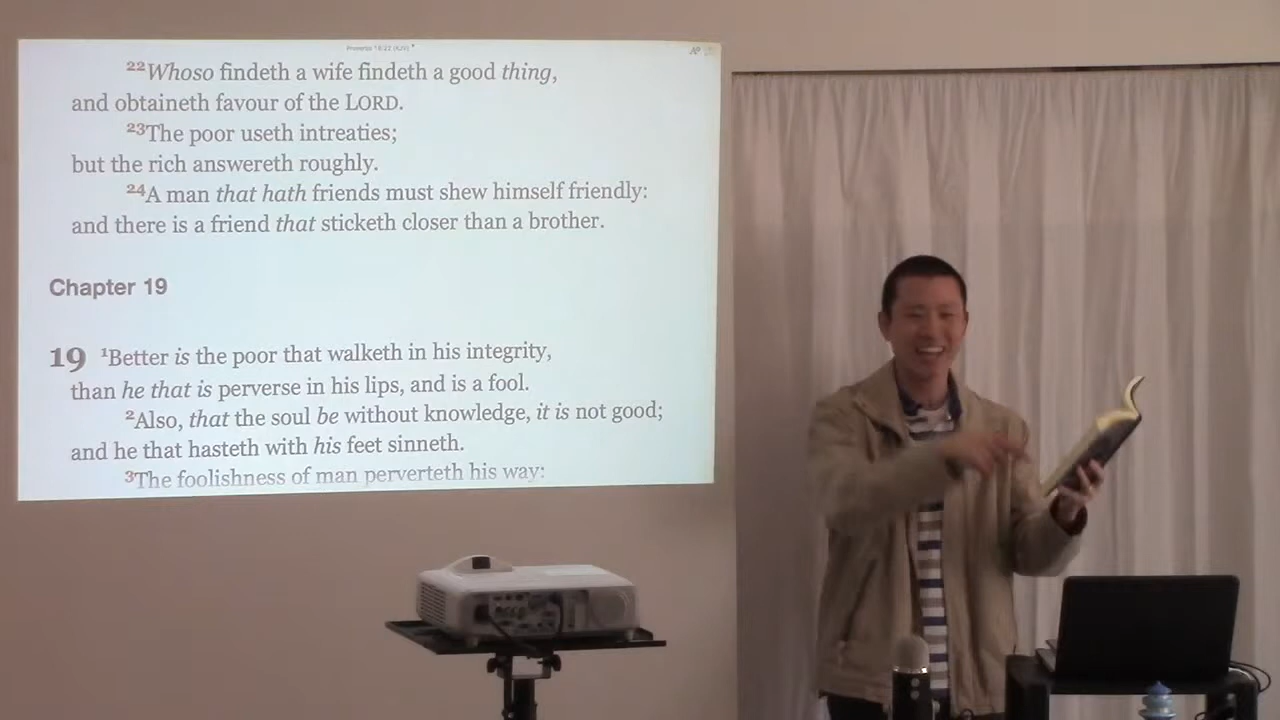 Proverbs 18:22 (KJV)
22Whoso findeth a wife findeth a good thing,
and obtaineth favour of the LORD.
23The poor useth intreaties;
but the rich answereth roughly.
24A man that hath friends must shew himself friendly:
and there is a friend that sticketh closer than a brother.
Chapter 19
19 1Better is the poor that walketh in his integrity,
than he that is perverse in his lips, and is a fool.
2Also, that the soul be without knowledge, it is not good;
and he that hasteth with his feet sinneth.
3The foolishness of man perverteth his way: